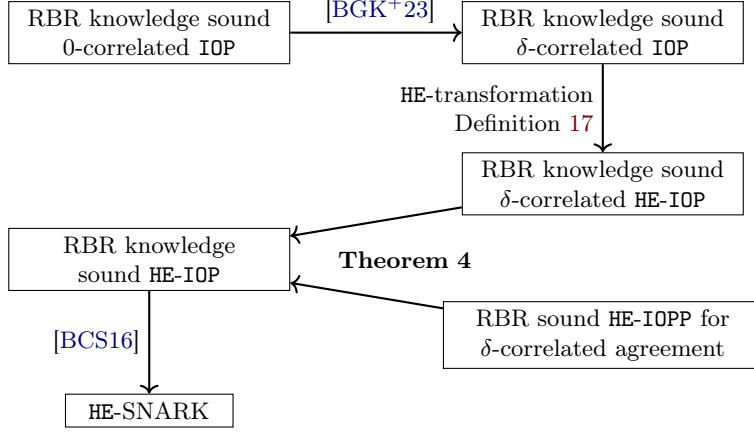 RBR knowledge sound
0-correlated IOP
[BGK+23]
RBR knowledge sound
δ-correlated IOP
HE-transformation
Definition 17
RBR knowledge sound
δ-correlated HE-IOP
RBR knowledge
sound HE-IOP
Theorem 4
RBR sound HE-IOPP for
δ-correlated agreement
[BCS16]
HE-SNARK